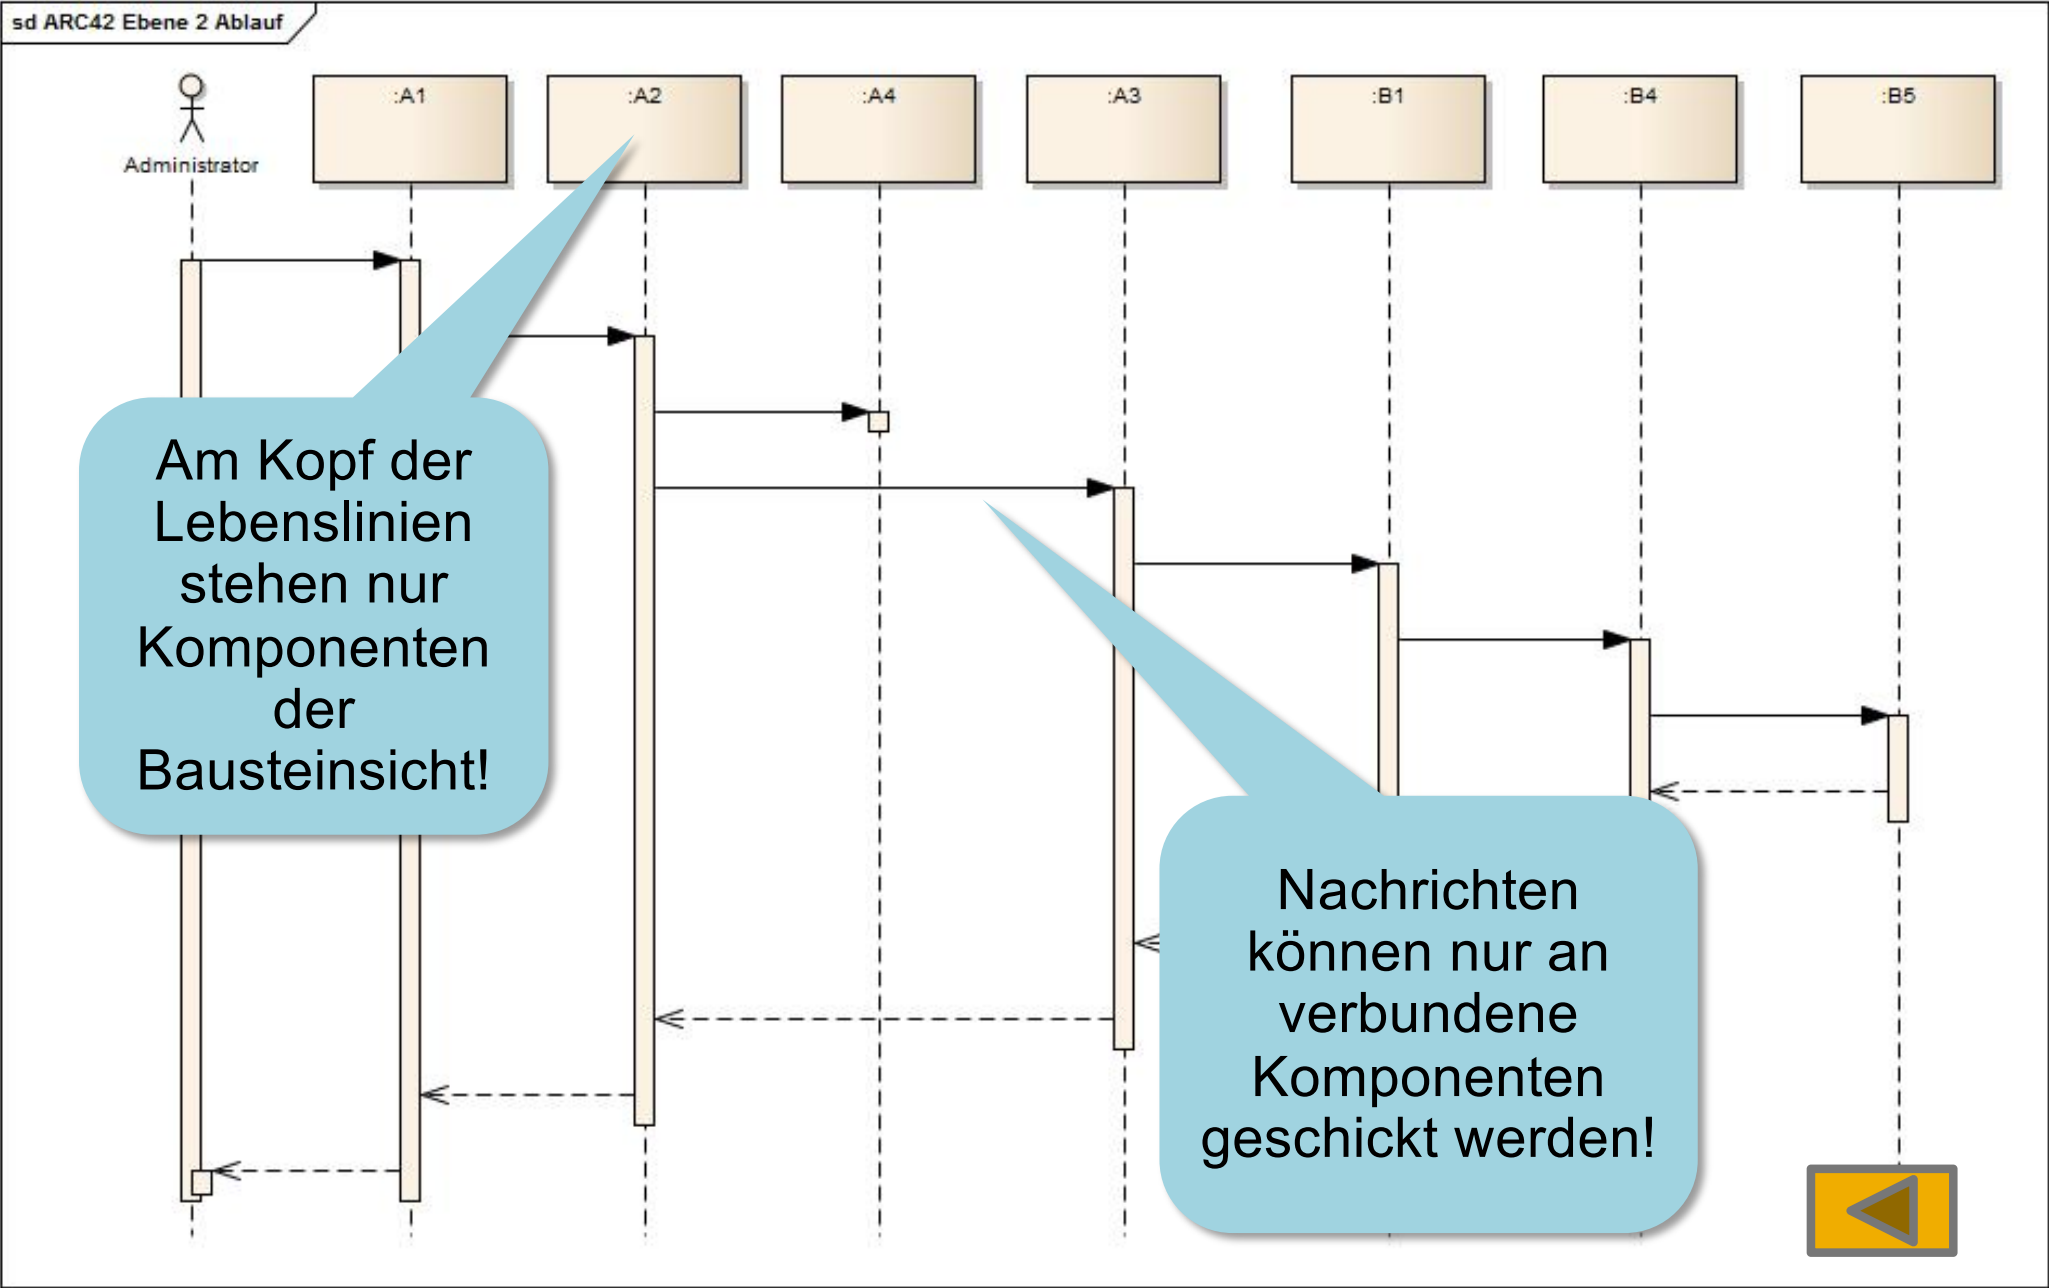 sd ARC42 Ebene 2 Ablauf
Administrator
:A1
:A2
:A4
:A3
:B1
:B4
:B5
Am Kopf der
Lebenslinien
stehen nur
Komponenten
der
Bausteinsicht!
Nachrichten
können nur an
verbundene
Komponenten
geschickt werden!